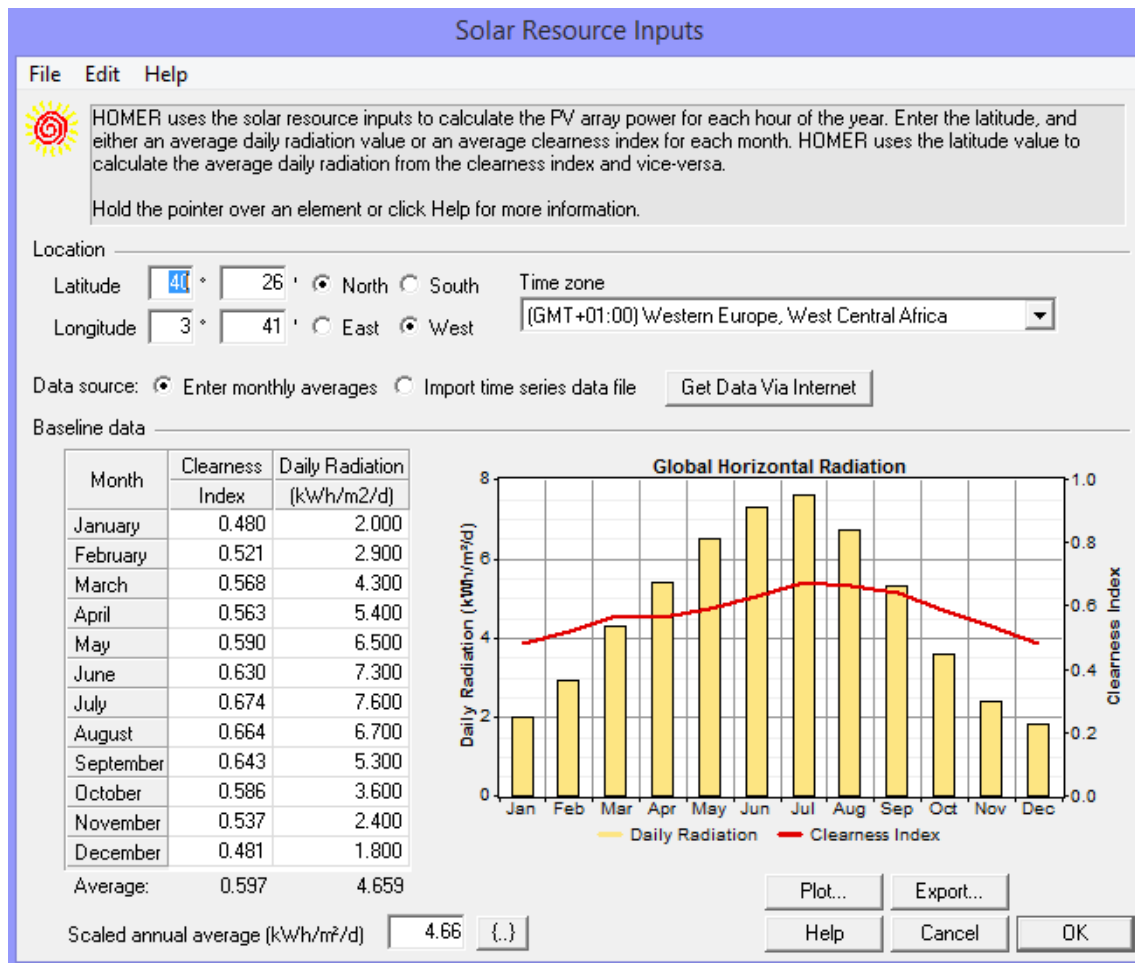 Solar Resource Inputs
File Edit Help
HOMER uses the solar resource inputs to calculate the PV array power for each hour of the year. Enter the latitude, and
either an average daily radiation value or an average clearness index for each month. HOMER uses the latitude value to
calculate the average daily radiation from the clearness index and vice-versa.
Hold the pointer over an element or click Help for more information.
Location
Latitude 40 ° 26 ' North South
Time zone
Longitude 3 ° 41 ' East West
(GMT+01:00) Western Europe, West Central Africa
Data source: Enter monthly averages Import time series data file Get Data Via Internet
Baseline data
Month Clearness Index Daily Radiation (kWh/m2/d)
January 0.480 2.000
February 0.521 2.900
March 0.568 4.300
April 0.563 5.400
May 0.590 6.500
June 0.630 7.300
July 0.674 7.600
August 0.664 6.700
September 0.643 5.300
October 0.586 3.600
November 0.537 2.400
December 0.481 1.800
Average: 0.597 4.659
Scaled annual average (kWh/m²/d) 4.66 {..}
Global Horizontal Radiation
Daily Radiation (kWh/m²/d)
8
6
4
2
0
Jan Feb Mar Apr May Jun Jul Aug Sep Oct Nov Dec
1.0
0.8
0.6
0.4
0.2
0.0
Clearness Index
Daily Radiation Clearness Index
Plot... Export...
Help Cancel OK